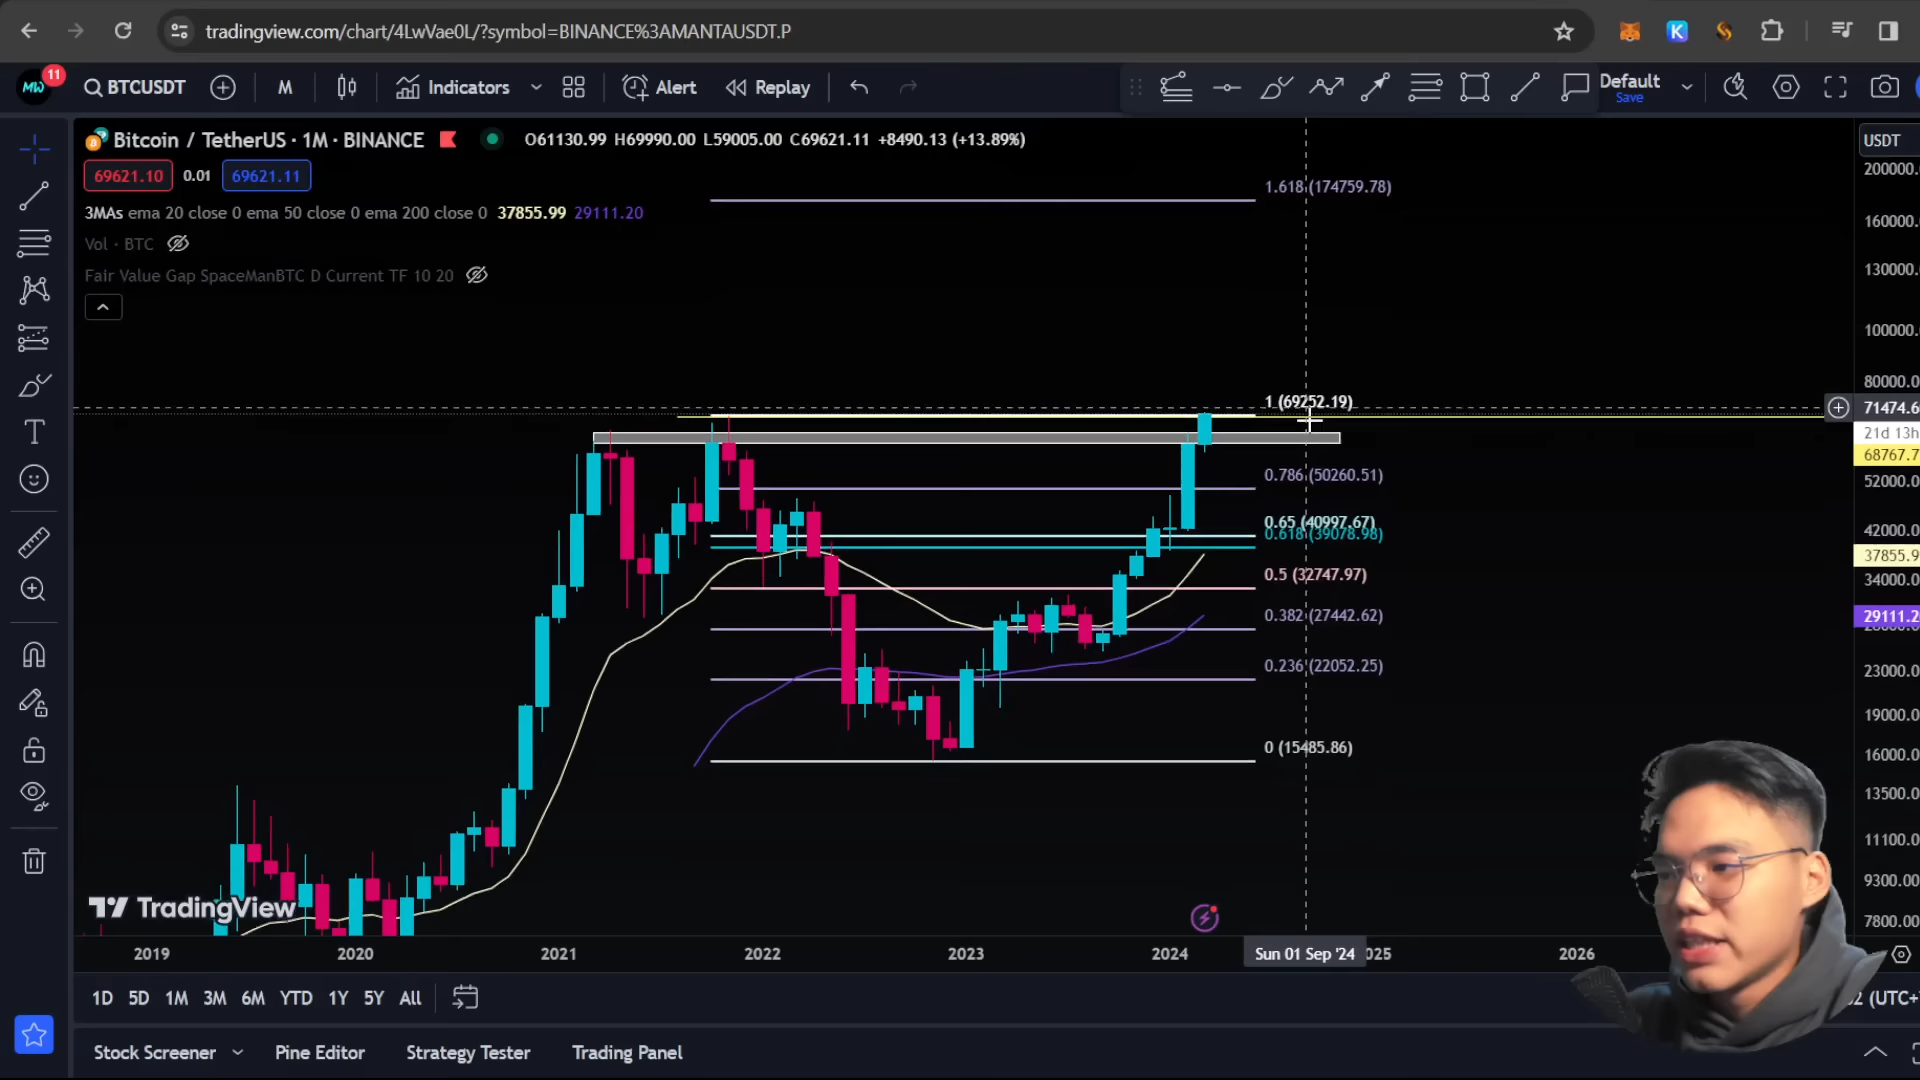 tradingview.com/chart/4LwVae0L/?symbol=BINANCE%3AMANTAUSDT.P
MW 11 BTCUSDT M Indicators Alert Replay Default
Save
Bitcoin / TetherUS · 1M · BINANCE O61130.99 H69990.00 L59005.00 C69621.11 +8490.13 (+13.89%)
USDT
69621.10 0.01 69621.11
200000.
1.618 (174759.78)
3MAs ema 20 close 0 ema 50 close 0 ema 200 close 0 37855.99 29111.20
160000.0
Vol · BTC
130000.0
Fair Value Gap SpaceManBTC D Current TF 10 20
100000.0
80000.0
1 (69252.19)
71474.6
21d 13h
68767.7
0.786 (50260.51)
52000.0
0.65 (40997.67)
42000.0
0.618 (39078.98)
37855.9
0.5 (32747.97)
34000.0
0.382 (27442.62)
29111.2
0.236 (22052.25)
23000.0
19000.0
0 (15485.86)
16000.0
13500.0
11100.0
9300.0
TradingView
7800.0
2019 2020 2021 2022 2023 2024 Sun 01 Sep '24 025 2026
1D 5D 1M 3M 6M YTD 1Y 5Y All
Stock Screener Pine Editor Strategy Tester Trading Panel